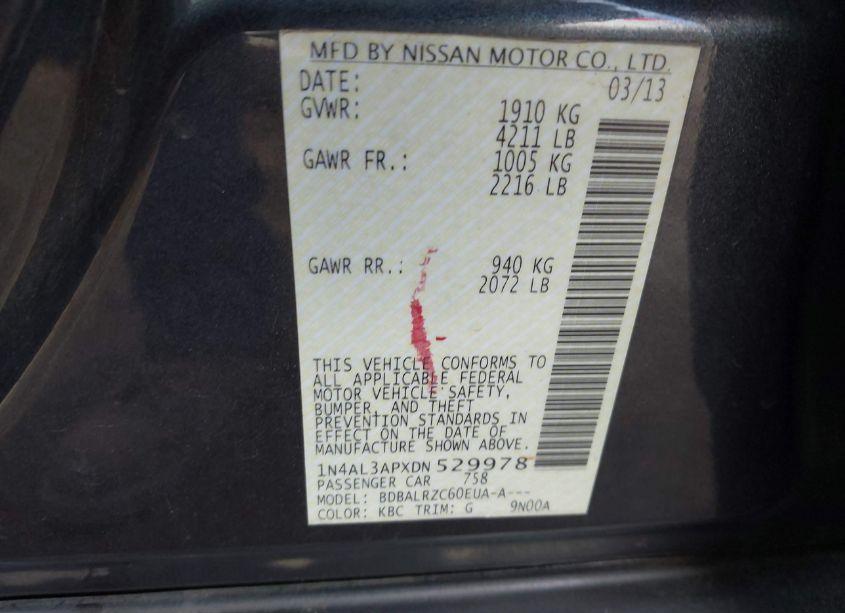 MFD BY NISSAN MOTOR CO., LTD.
DATE: 03/13
GVWR: 1910 KG
4211 LB
GAWR FR.: 1005 KG
2216 LB
GAWR RR.: 940 KG
2072 LB
THIS VEHICLE CONFORMS TO
ALL APPLICABLE FEDERAL
MOTOR VEHICLE SAFETY,
BUMPER, AND THEFT
PREVENTION STANDARDS IN
EFFECT ON THE DATE OF
MANUFACTURE SHOWN ABOVE.
1N4AL3APXDN529978
PASSENGER CAR 758
MODEL: BDBALRZC60EUA-A---
COLOR: KBC TRIM: G 9N00A